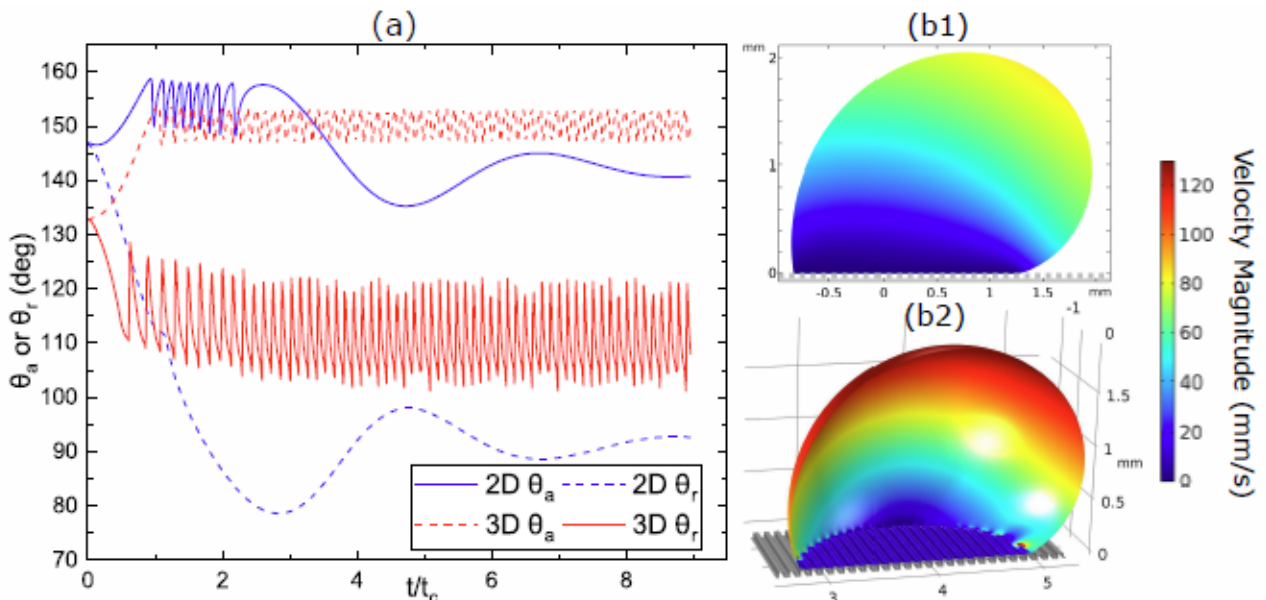 (a)
160
150
140
130
120
110
100
90
80
70
θa or θr (deg)
0 2 4 6 8
t/tc
2D θa 2D θr
3D θa 3D θr
(b1)
mm
2
1
0
-0.5 0 0.5 1 1.5 mm
(b2)
-1
0
1.5
1
mm
0.5
0
3 4 5
120
100
80
60
40
20
0
Velocity Magnitude (mm/s)